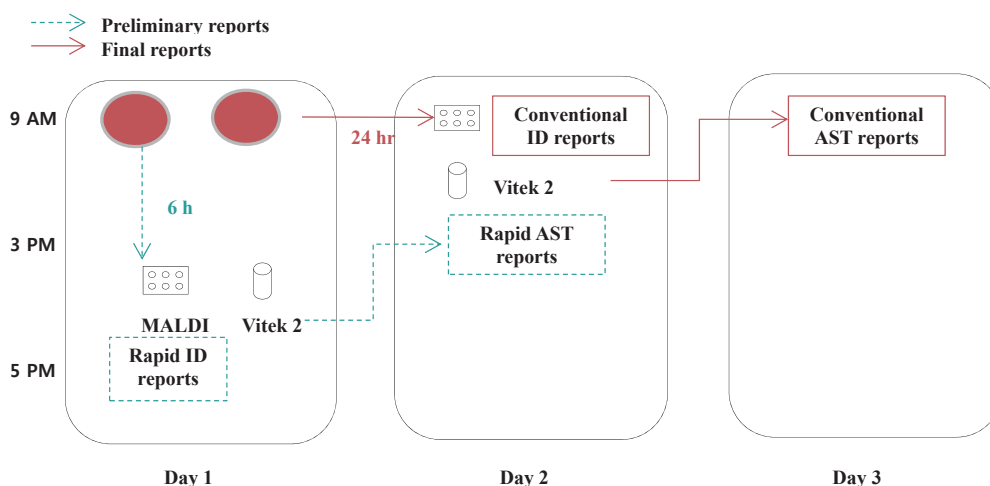 Preliminary reports
Final reports
9 AM
3 PM
5 PM
6 h
MALDI
Vitek 2
Rapid ID
reports
Day 1
24 hr
Conventional
ID reports
Vitek 2
Rapid AST
reports
Day 2
Conventional
AST reports
Day 3